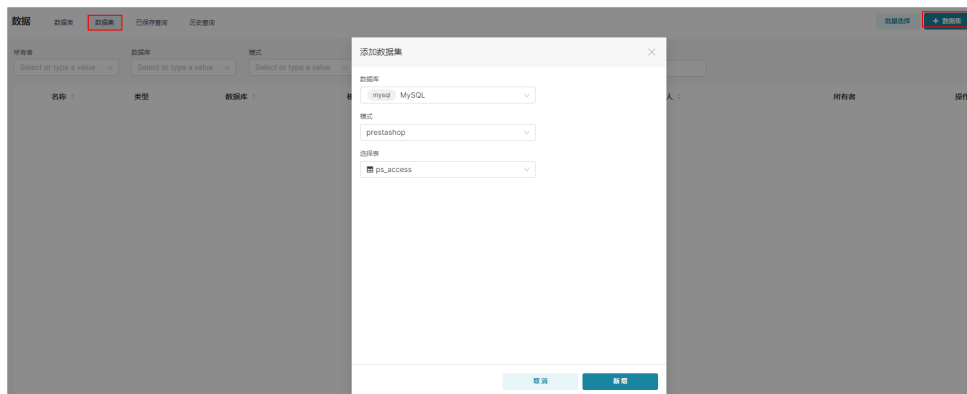 数据 数据库 数据集 已保存查询 历史查询 批量选择 + 数据集
所有者 数据库 模式
Select or type a value Select or type a value Select or type a value
名称 类型 数据库 人 所有者 操作
添加数据集
数据库
mysql MySQL
模式
prestashop
选择表
ps_access
取消 新增